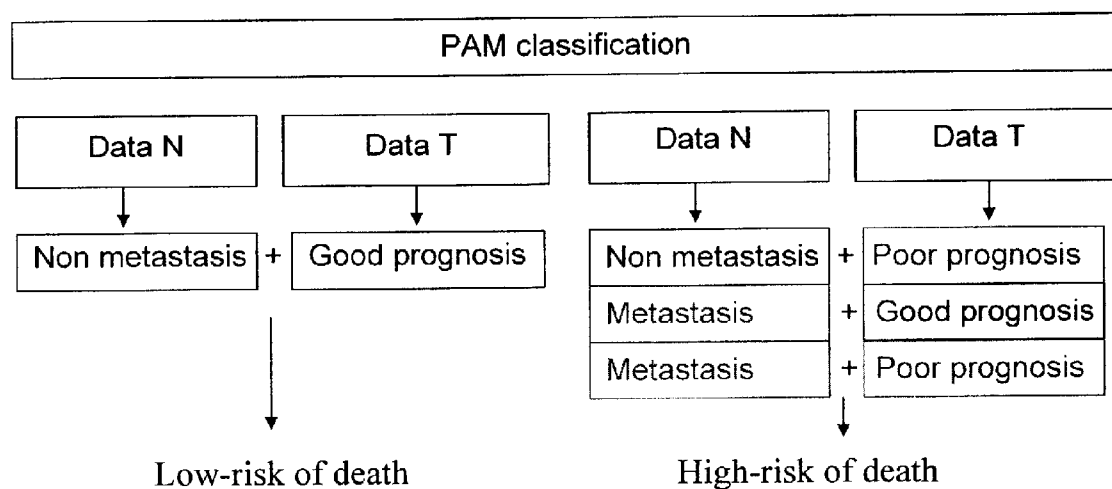 PAM classification
Data N
Data T
Data N
Data T
Non metastasis + Good prognosis
Non metastasis + Poor prognosis
Metastasis + Good prognosis
Metastasis + Poor prognosis
Low-risk of death
High-risk of death